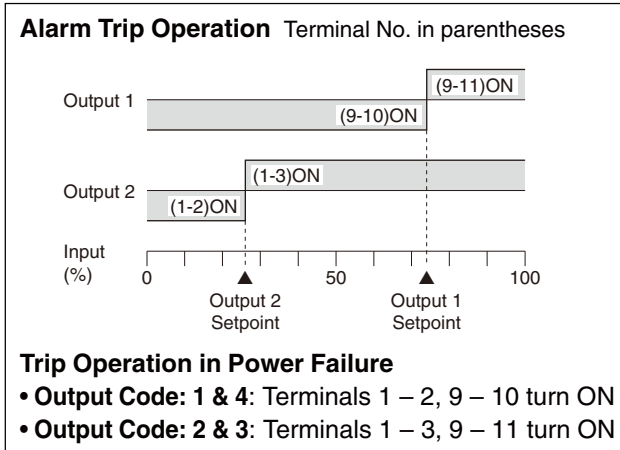 Alarm Trip Operation Terminal No. in parentheses
(9-11)ON
Output 1
(9-10)ON
(1-3)ON
Output 2
(1-2)ON
Input
(%)
0 50 100
Output 2
Setpoint
Output 1
Setpoint
Trip Operation in Power Failure
• Output Code: 1 & 4: Terminals 1 – 2, 9 – 10 turn ON
• Output Code: 2 & 3: Terminals 1 – 3, 9 – 11 turn ON